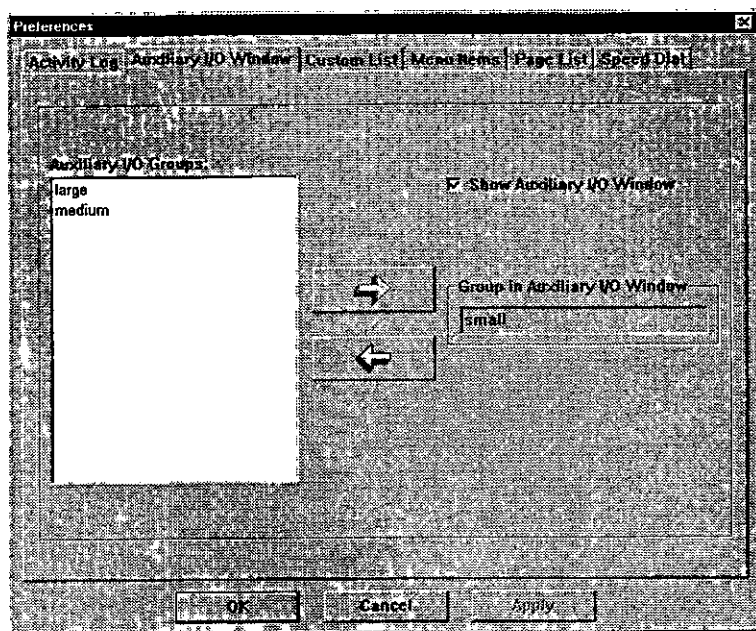 Preferences
Activity Log Auxiliary I/O Window Custom List Menu Items Page List Speed Dial
Auxiliary I/O Groups:
large
medium
Show Auxiliary I/O Window
Group in Auxiliary I/O Window
small
OK Cancel Apply